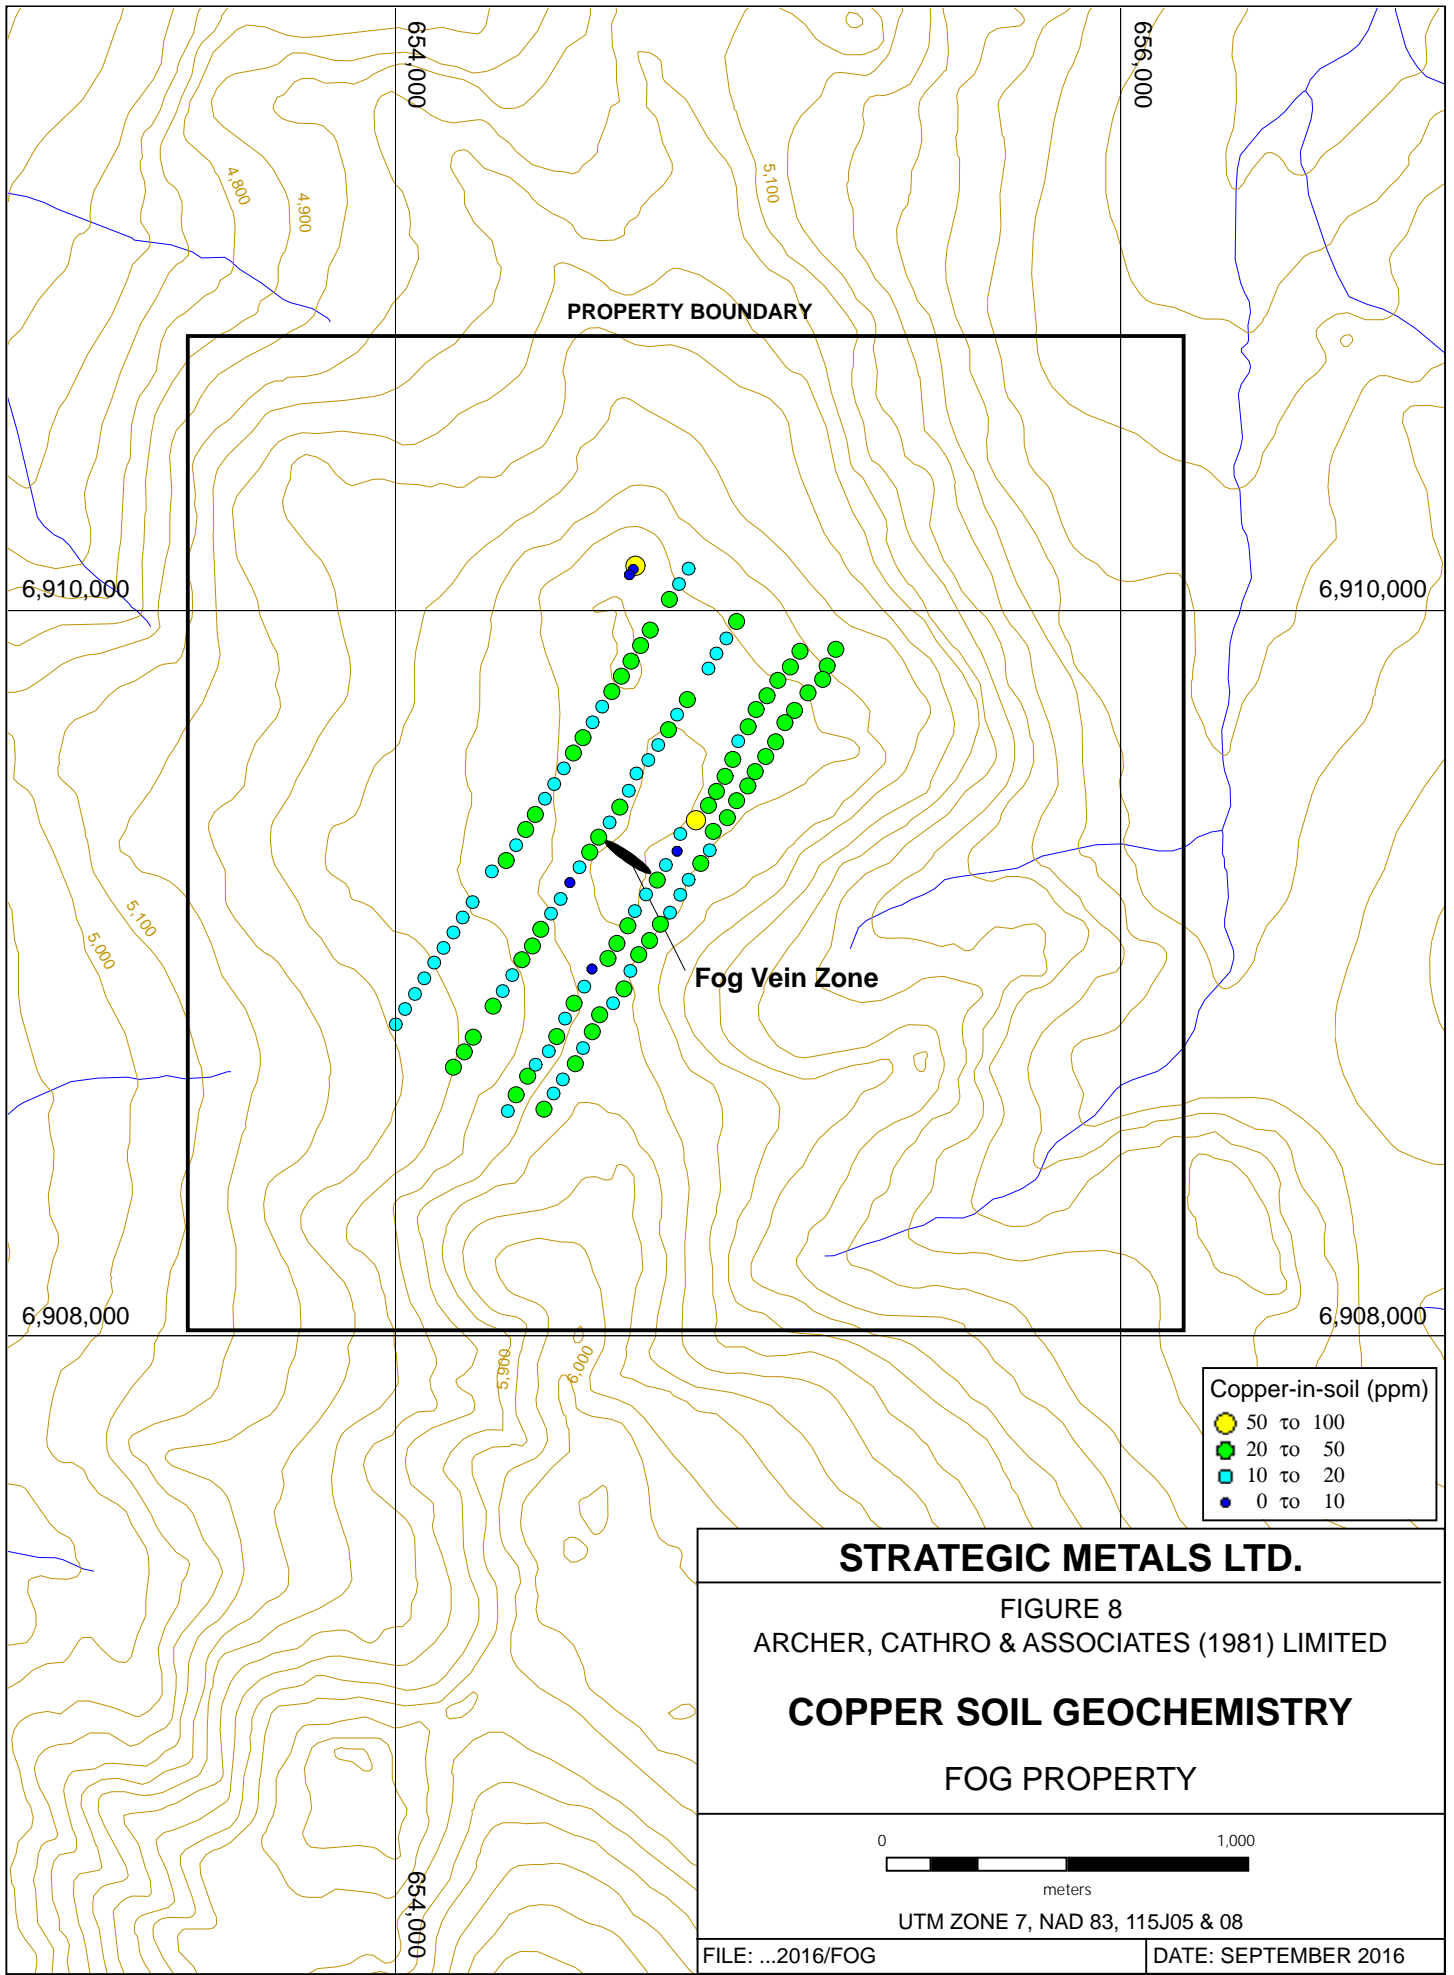 654,000
656,000
4,800
4,900
5,100
PROPERTY BOUNDARY
6,910,000
6,910,000
5,100
5,000
Fog Vein Zone
6,908,000
6,908,000
5,900
6,000
Copper-in-soil (ppm)
50 το 100
20 το 50
10 το 20
0 το 10
STRATEGIC METALS LTD.
FIGURE 8
ARCHER, CATHRO & ASSOCIATES (1981) LIMITED
COPPER SOIL GEOCHEMISTRY
FOG PROPERTY
0 1,000
meters
UTM ZONE 7, NAD 83, 115J05 & 08
654,000
FILE: ...2016/FOG
DATE: SEPTEMBER 2016